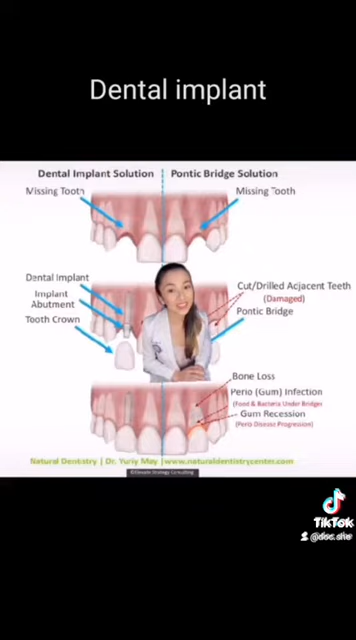 Dental implant
Dental Implant Solution
Pontic Bridge Solution
Missing Tooth
Missing Tooth
Dental Implant
Implant
Abutment
Tooth Crown
Cut/Drilled Adjacent Teeth
(Damaged)
Pontic Bridge
Bone Loss
Perio (Gum) Infection
(Food & Bacteria Under Bridge)
Gum Recession
(Perio Disease Progression)
Natural Dentistry | Dr. Yuriy May | www.naturaldentistrycenter.com
TikTok